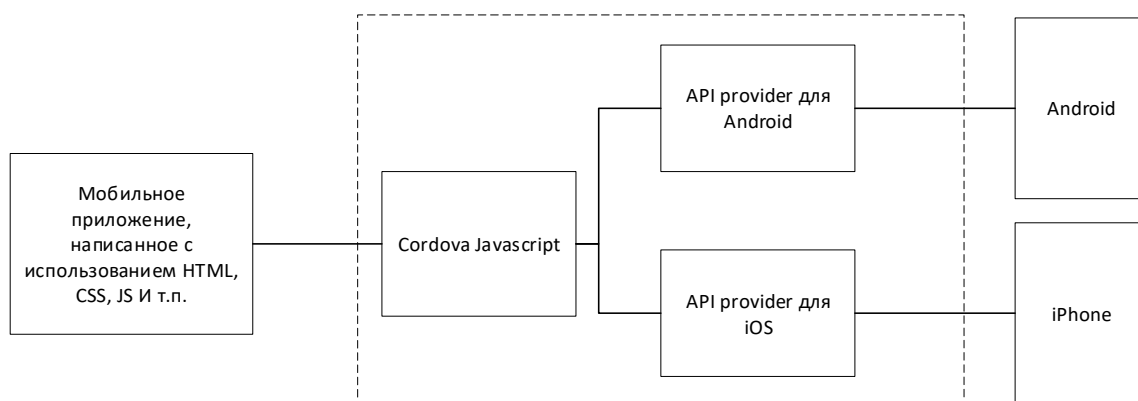 Мобильное
приложение,
написанное с
использованием HTML,
CSS, JS И т.п.
Cordova Javascript
API provider для
Android
API provider для
iOS
Android
iPhone